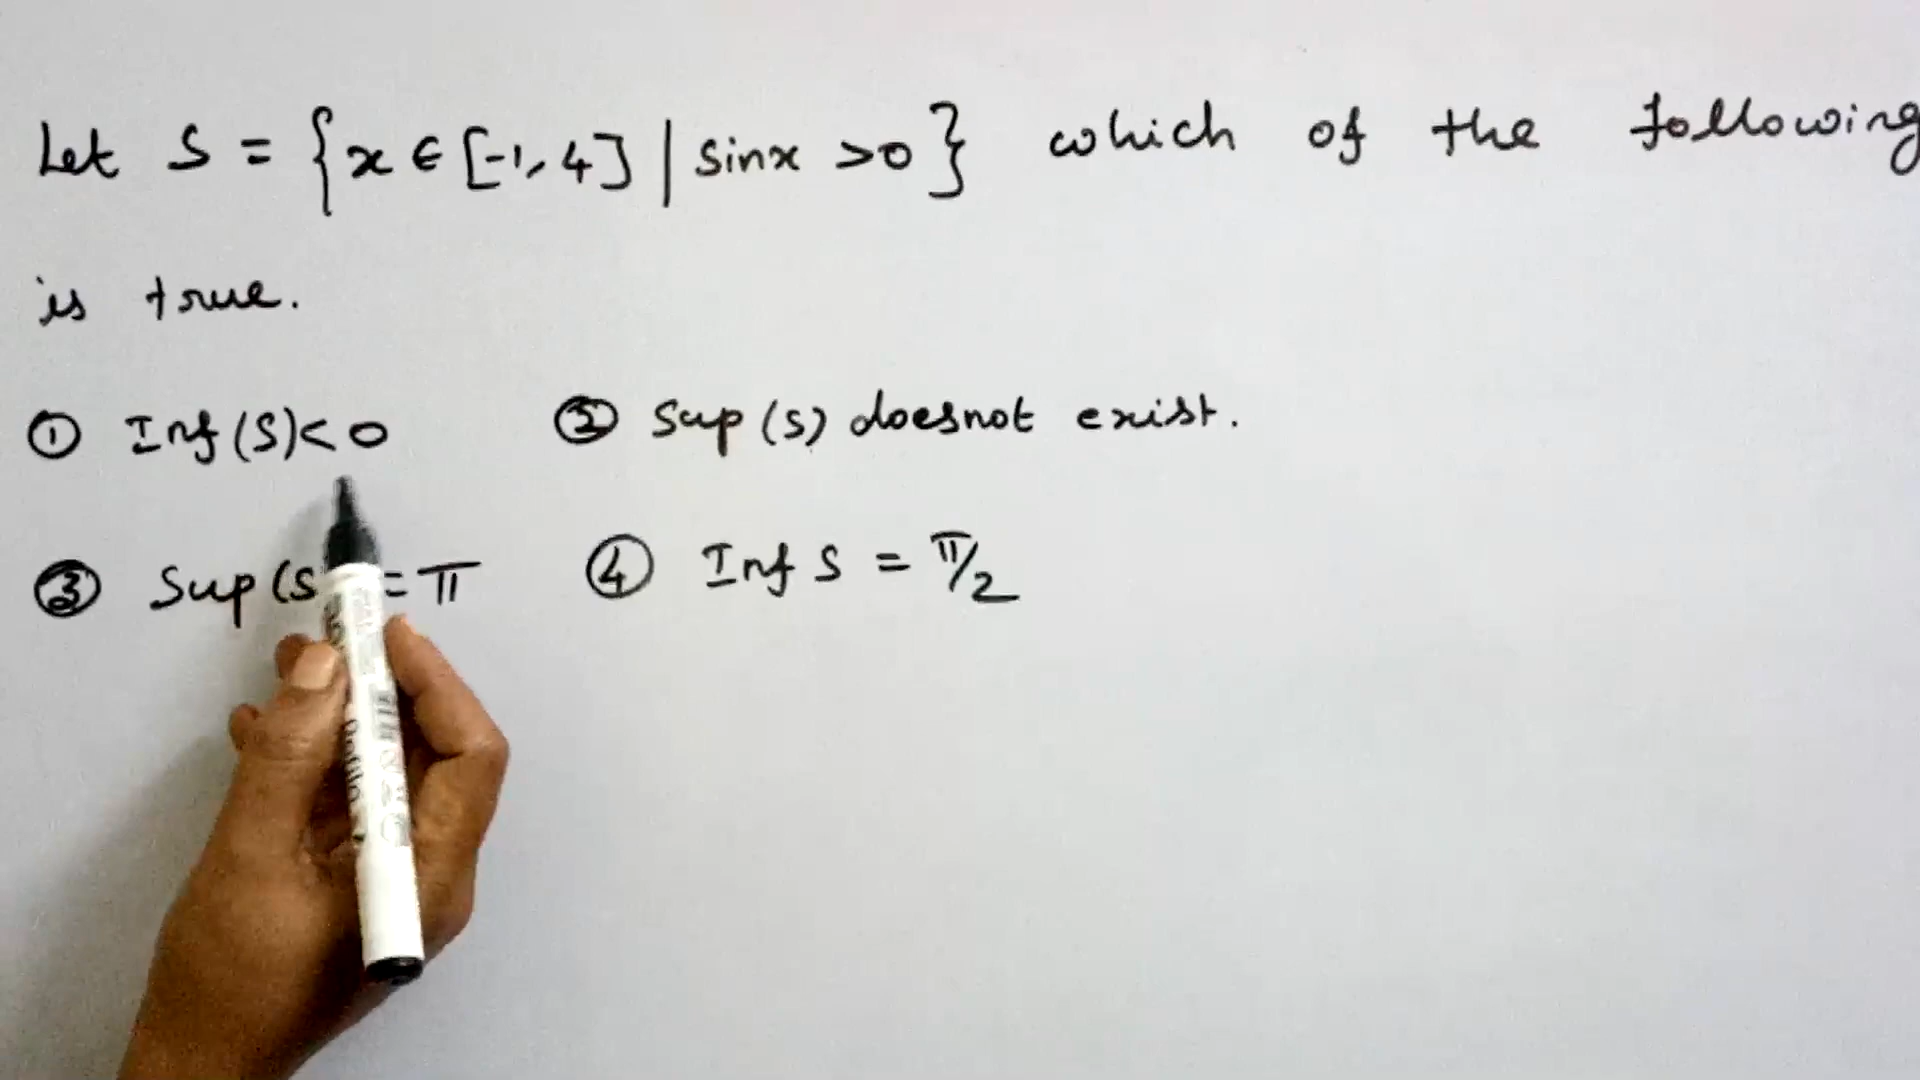 Let S = {x ∈ [-1, 4] | sinx >0} which of the following
is true.
① Inf(S)< 0 ② Sup (S) doesnot exist.
③ Sup (S = π ④ Inf S = π/2